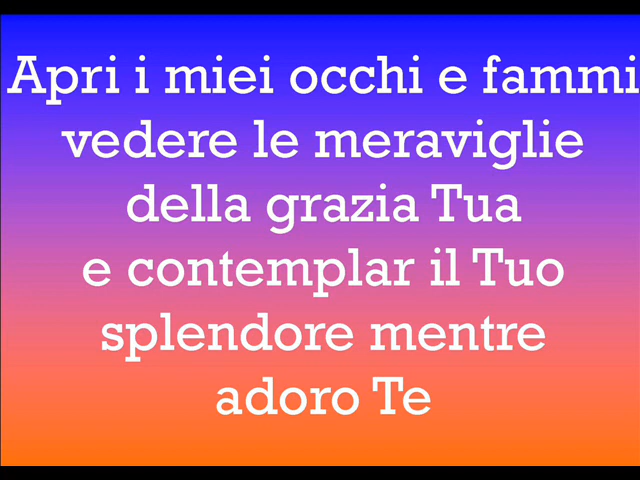 Apri i miei occhi e fammi
vedere le meraviglie
della grazia Tua
e contemplar il Tuo
splendore mentre
adoro Te